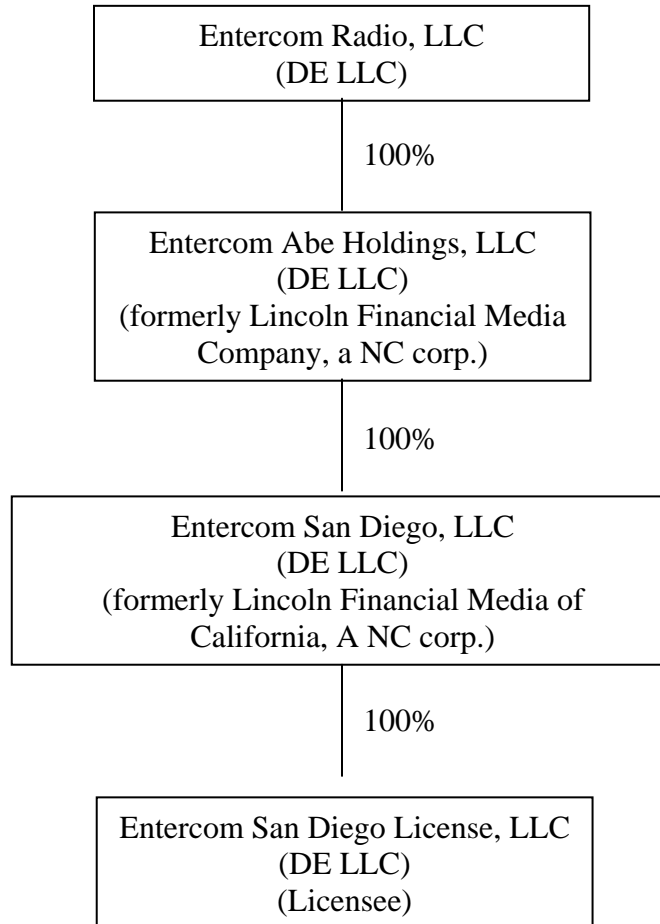 Entercom Radio, LLC
(DE LLC)
100%
Entercom Abe Holdings, LLC
(DE LLC)
(formerly Lincoln Financial Media
Company, a NC corp.)
100%
Entercom San Diego, LLC
(DE LLC)
(formerly Lincoln Financial Media of
California, A NC corp.)
100%
Entercom San Diego License, LLC
(DE LLC)
(Licensee)